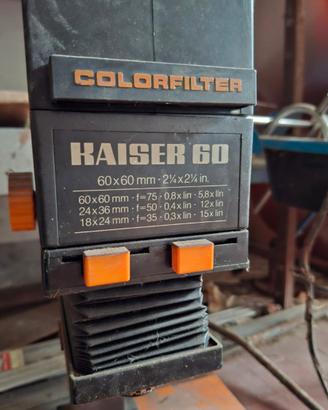 COLORFILTER
KAISER 60
60x60 mm · 2¼x2¼ in.
60x60 mm · f=75 · 0,8x lin · 5,8x lin
24x36 mm · f=50 · 0,4x lin · 12x lin
18x24 mm · f=35 · 0,3x lin · 15x lin